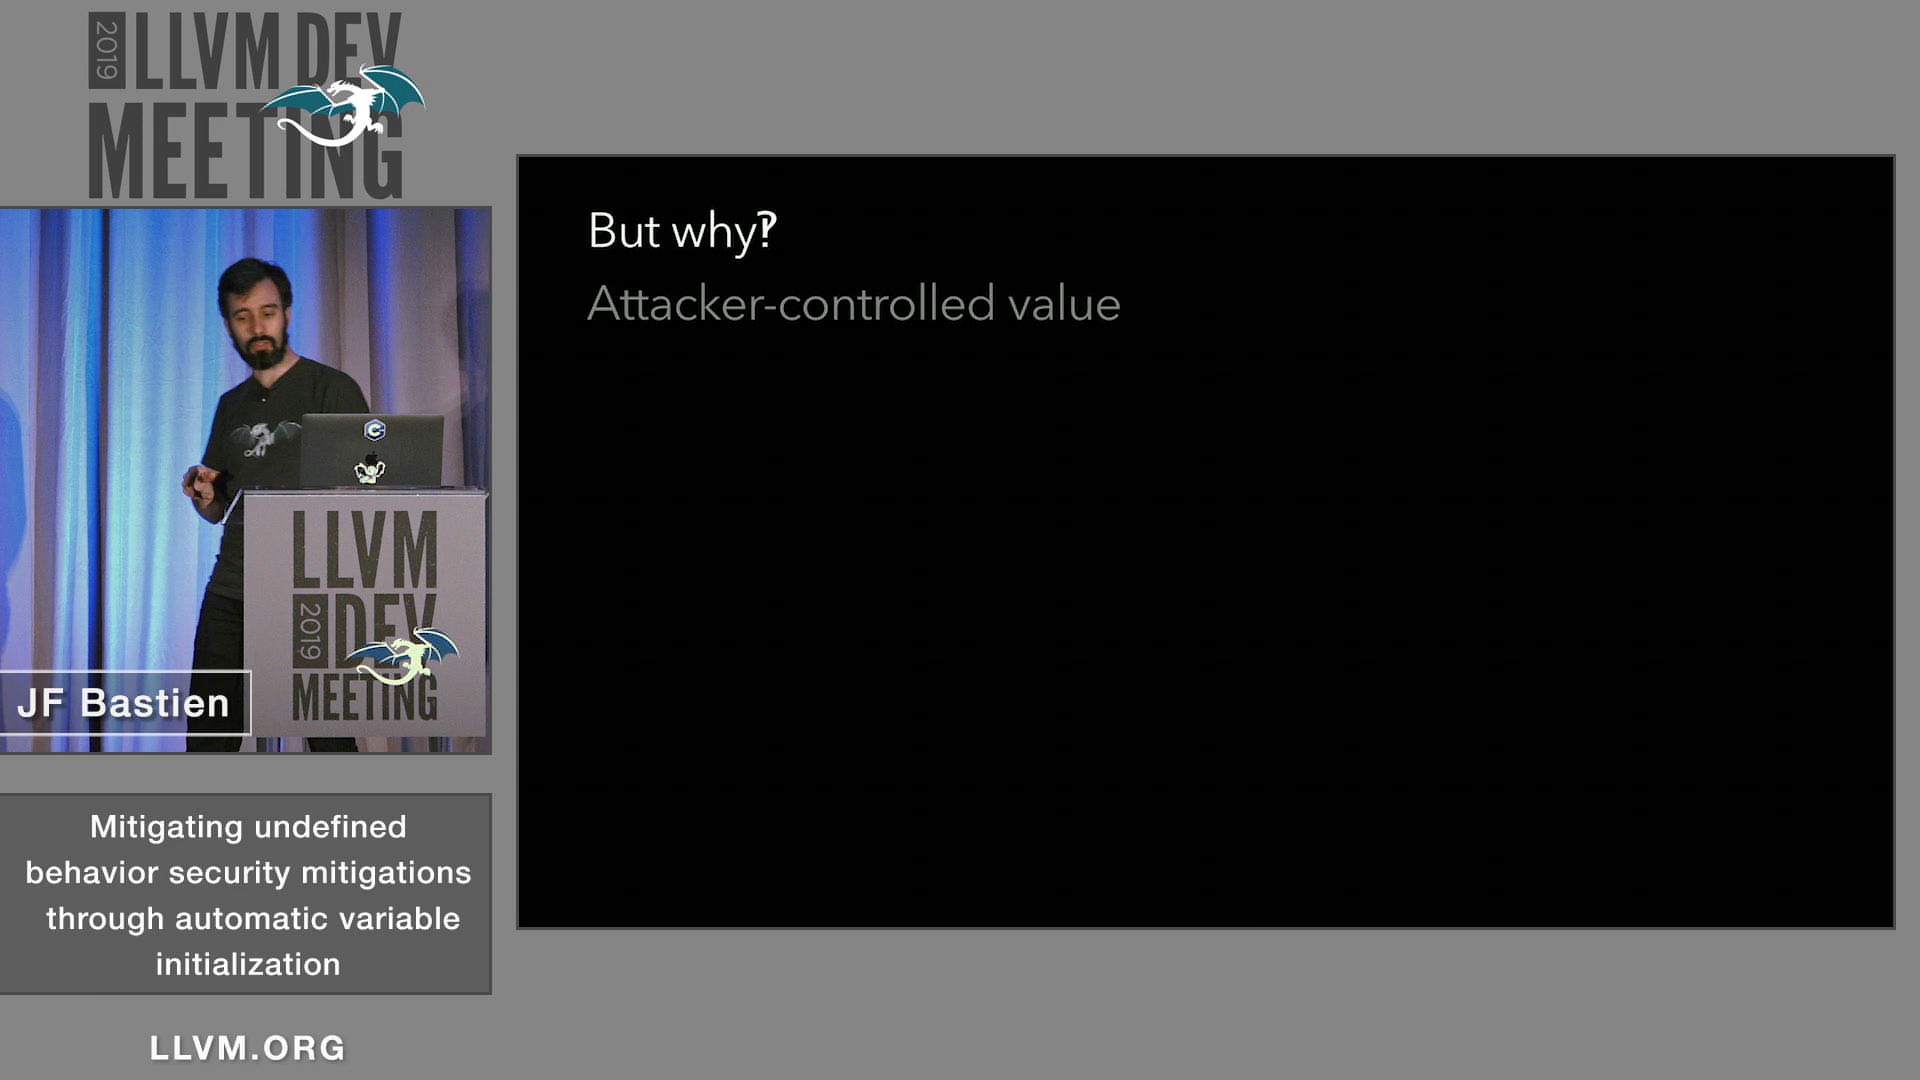 2019 LLVM DEV
MEETING
But why‽
Attacker-controlled value
LLVM
2019 DEV
MEETING
JF Bastien
Mitigating undefined
behavior security mitigations
through automatic variable
initialization
LLVM.ORG